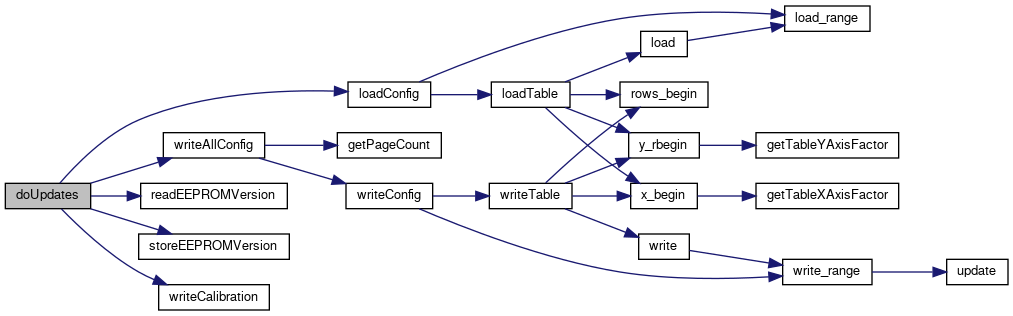 doUpdates
loadConfig
writeAllConfig
readEEPROMVersion
storeEEPROMVersion
writeCalibration
getPageCount
writeConfig
loadTable
writeTable
load
rows_begin
y_rbegin
x_begin
write
load_range
getTableYAxisFactor
getTableXAxisFactor
write_range
update